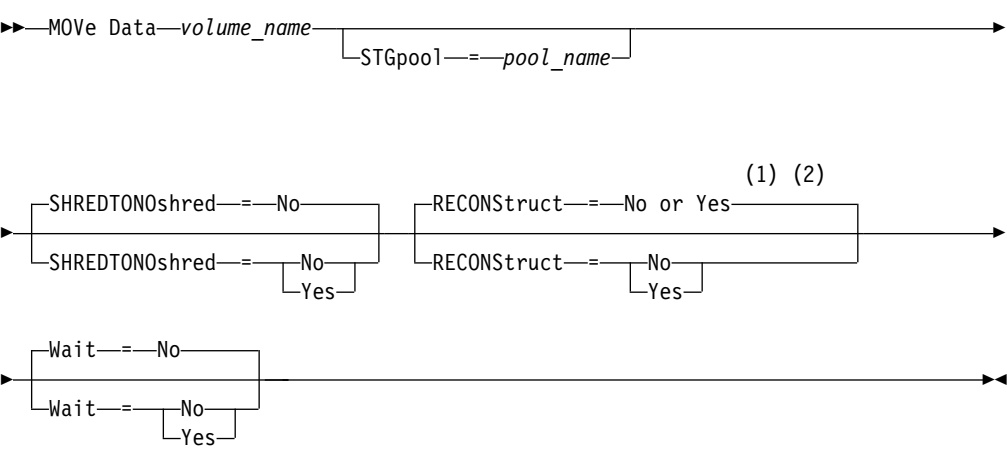 MOVe Data volume_name
STGpool = pool_name
(1) (2)
SHREDTONOshred = No RECONStruct = No or Yes
SHREDTONOshred = No RECONStruct = No
Yes Yes
Wait = No
Wait = No
Yes